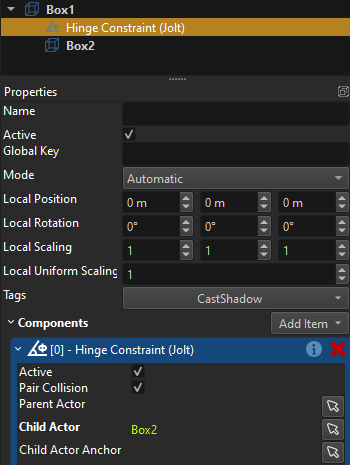 Box1
Hinge Constraint (Jolt)
Box2
Properties
Name
Active
Global Key
Mode Automatic
Local Position 0 m 0 m 0 m
Local Rotation 0° 0° 0°
Local Scaling 1 1 1
Local Uniform Scaling 1
Tags CastShadow
Components Add Item
[0] - Hinge Constraint (Jolt)
Active
Pair Collision
Parent Actor
Child Actor Box2
Child Actor Anchor